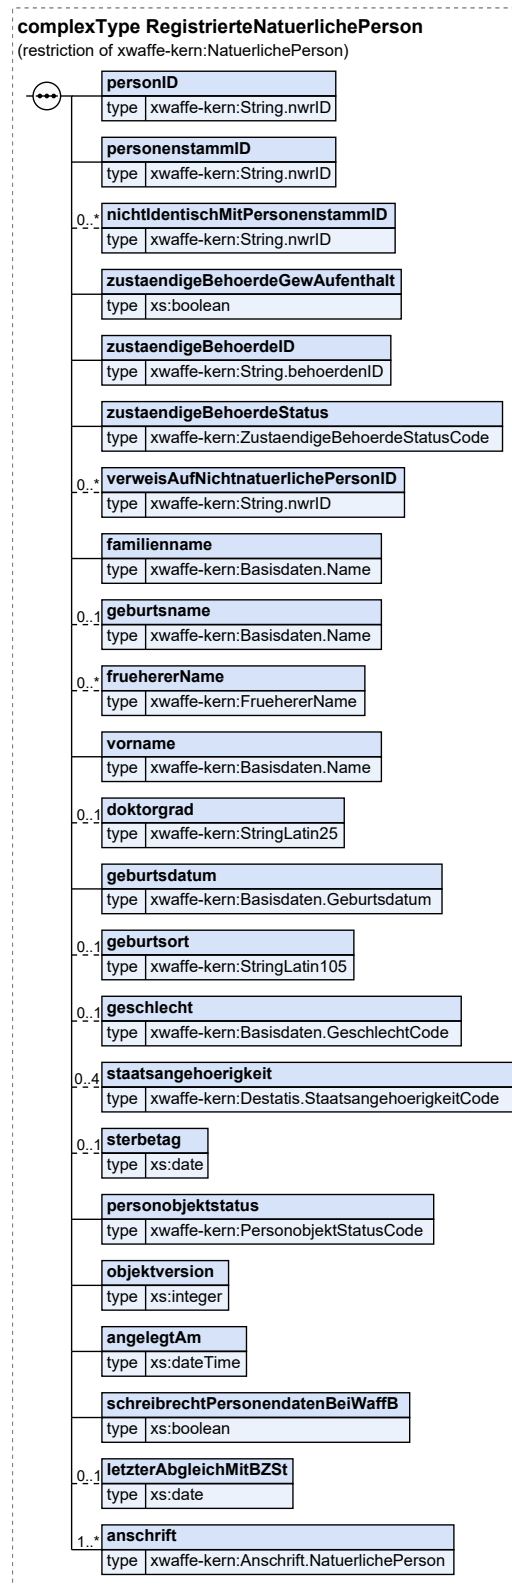 complexType RegistrierteNatuerlichePerson
(restriction of xwaffe-kern:NatuerlichePerson)
personID
type xwaffe-kern:String.nwrID
personenstammID
type xwaffe-kern:String.nwrID
0..* nichtIdentischMitPersonenstammID
type xwaffe-kern:String.nwrID
zustaendigeBehoerdeGewAufenthalt
type xs:boolean
zustaendigeBehoerdeID
type xwaffe-kern:String.behoerdenID
zustaendigeBehoerdeStatus
type xwaffe-kern:ZustaendigeBehoerdeStatusCode
0..* verweisAufNichtnatuerlichePersonID
type xwaffe-kern:String.nwrID
familienname
type xwaffe-kern:Basisdaten.Name
0..1 geburtsname
type xwaffe-kern:Basisdaten.Name
0..* fruehererName
type xwaffe-kern:FruehererName
vorname
type xwaffe-kern:Basisdaten.Name
0..1 doktorgrad
type xwaffe-kern:StringLatin25
geburtsdatum
type xwaffe-kern:Basisdaten.Geburtsdatum
0..1 geburtsort
type xwaffe-kern:StringLatin105
0..1 geschlecht
type xwaffe-kern:Basisdaten.GeschlechtCode
0..4 staatsangehoerigkeit
type xwaffe-kern:Destatis.StaatsangehoerigkeitCode
0..1 sterbetag
type xs:date
personobjektstatus
type xwaffe-kern:PersonobjektStatusCode
objektversion
type xs:integer
angelegtAm
type xs:dateTime
schreibrechtPersonendatenBeiWaffB
type xs:boolean
0..1 letzterAbgleichMitBZSt
type xs:date
1..* anschrift
type xwaffe-kern:Anschrift.NatuerlichePerson